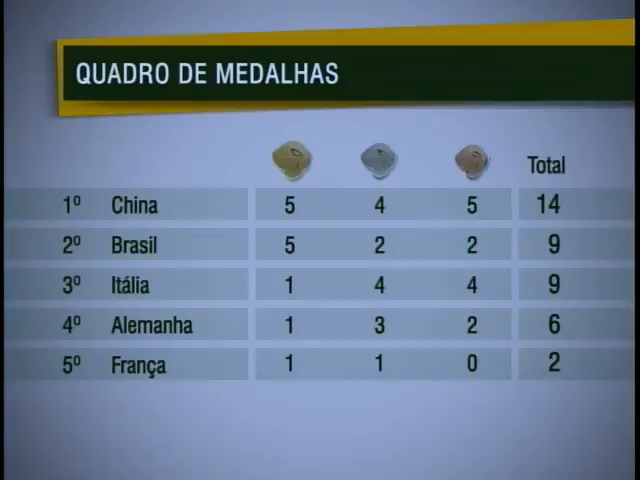 QUADRO DE MEDALHAS
Total
1º China 5 4 5 14
2º Brasil 5 2 2 9
3º Itália 1 4 4 9
4º Alemanha 1 3 2 6
5º França 1 1 0 2